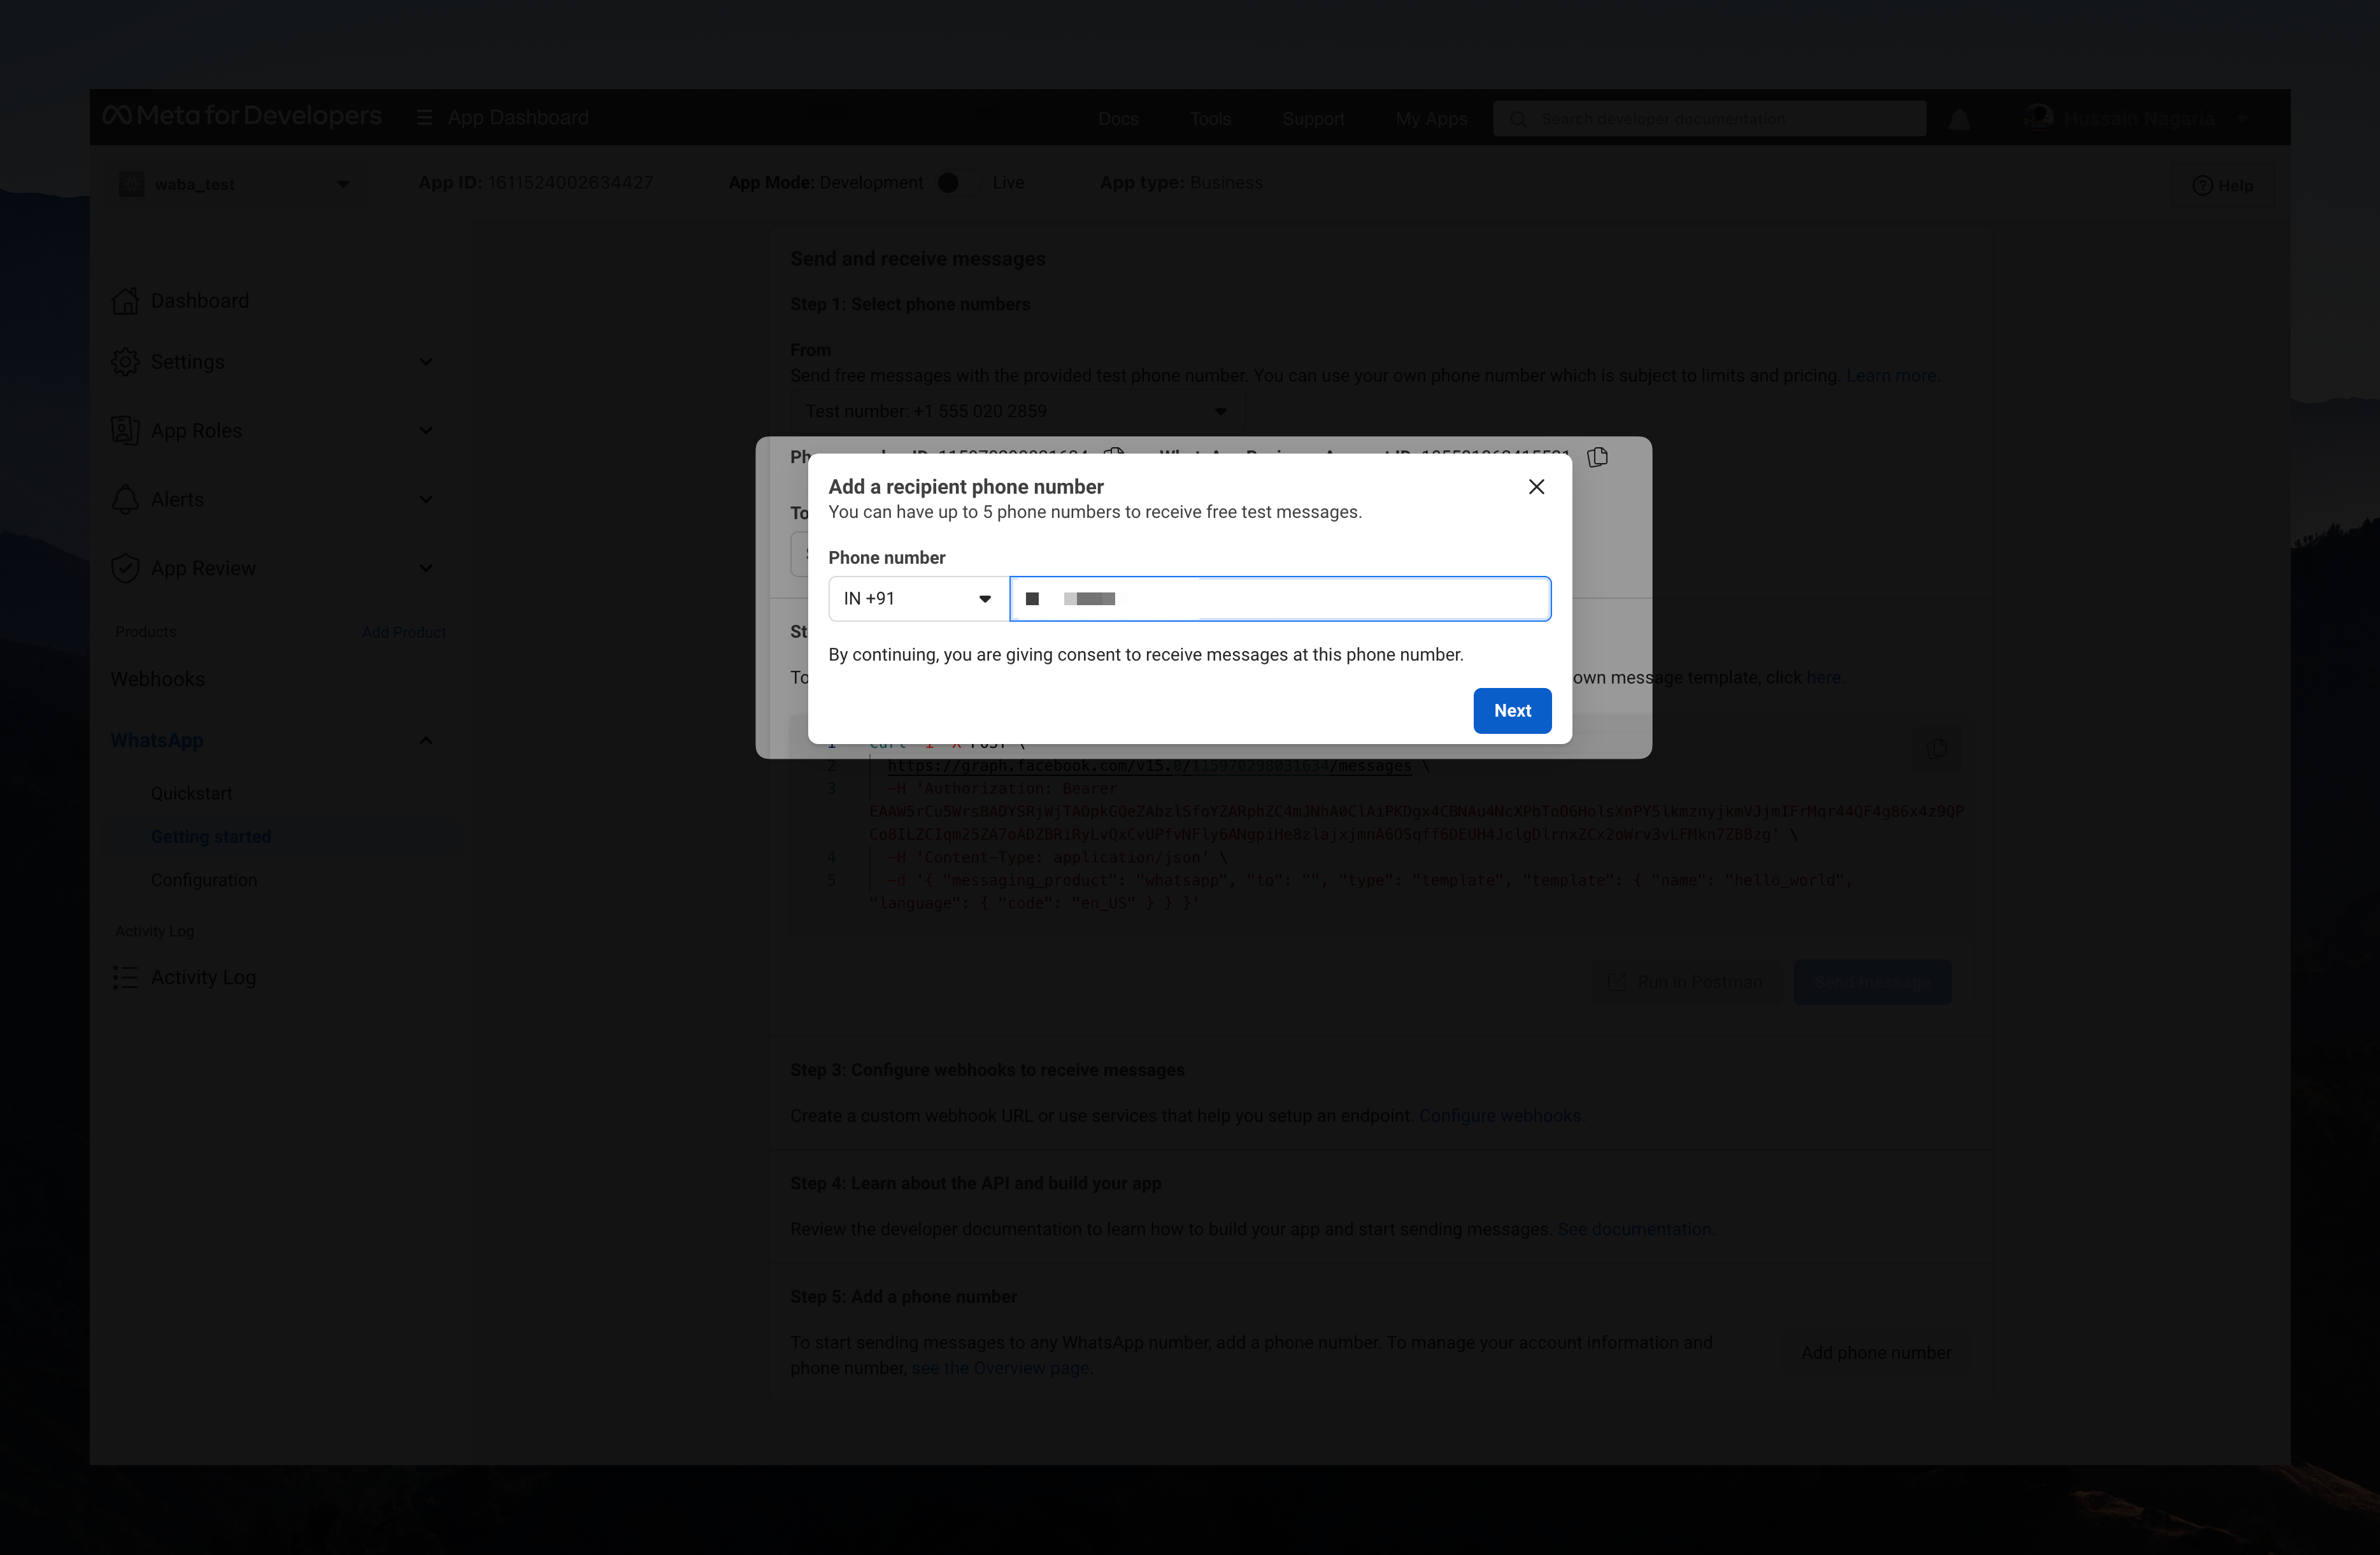 Meta for Developers
App Dashboard
Docs
Tools
Support
My Apps
Search developer documentation
Hussain Nagaria
waba_test
App ID: 1611524002634427
App Mode: Development
Live
App type: Business
Help
Dashboard
Settings
App Roles
Alerts
App Review
Products
Add Product
Webhooks
WhatsApp
Quickstart
Getting started
Configuration
Activity Log
Activity Log
Send and receive messages
Step 1: Select phone numbers
From
Send free messages with the provided test phone number. You can use your own phone number which is subject to limits and pricing. Learn more.
Test number: +1 555 020 2859
To
Add a recipient phone number
You can have up to 5 phone numbers to receive free test messages.
Phone number
IN +91
By continuing, you are giving consent to receive messages at this phone number.
Next
St
To
own message template, click here.
1 curl -i -X POST \
2 https://graph.facebook.com/v15.0/115970298031634/messages \
3 -H 'Authorization: Bearer
4 -H 'Content-Type: application/json' \
5 -d '{ "messaging_product": "whatsapp", "to": "", "type": "template", "template": { "name": "hello_world",
"language": { "code": "en_US" } } }'
Run in Postman
Send message
Step 3: Configure webhooks to receive messages
Create a custom webhook URL or use services that help you setup an endpoint. Configure webhooks.
Step 4: Learn about the API and build your app
Review the developer documentation to learn how to build your app and start sending messages. See documentation.
Step 5: Add a phone number
To start sending messages to any WhatsApp number, add a phone number. To manage your account information and
phone number, see the Overview page.
Add phone number